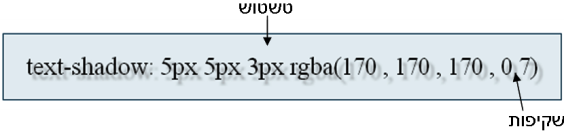 טשטוש
text-shadow: 5px 5px 3px rgba(170 , 170 , 170 , 0.7)
שקיפות